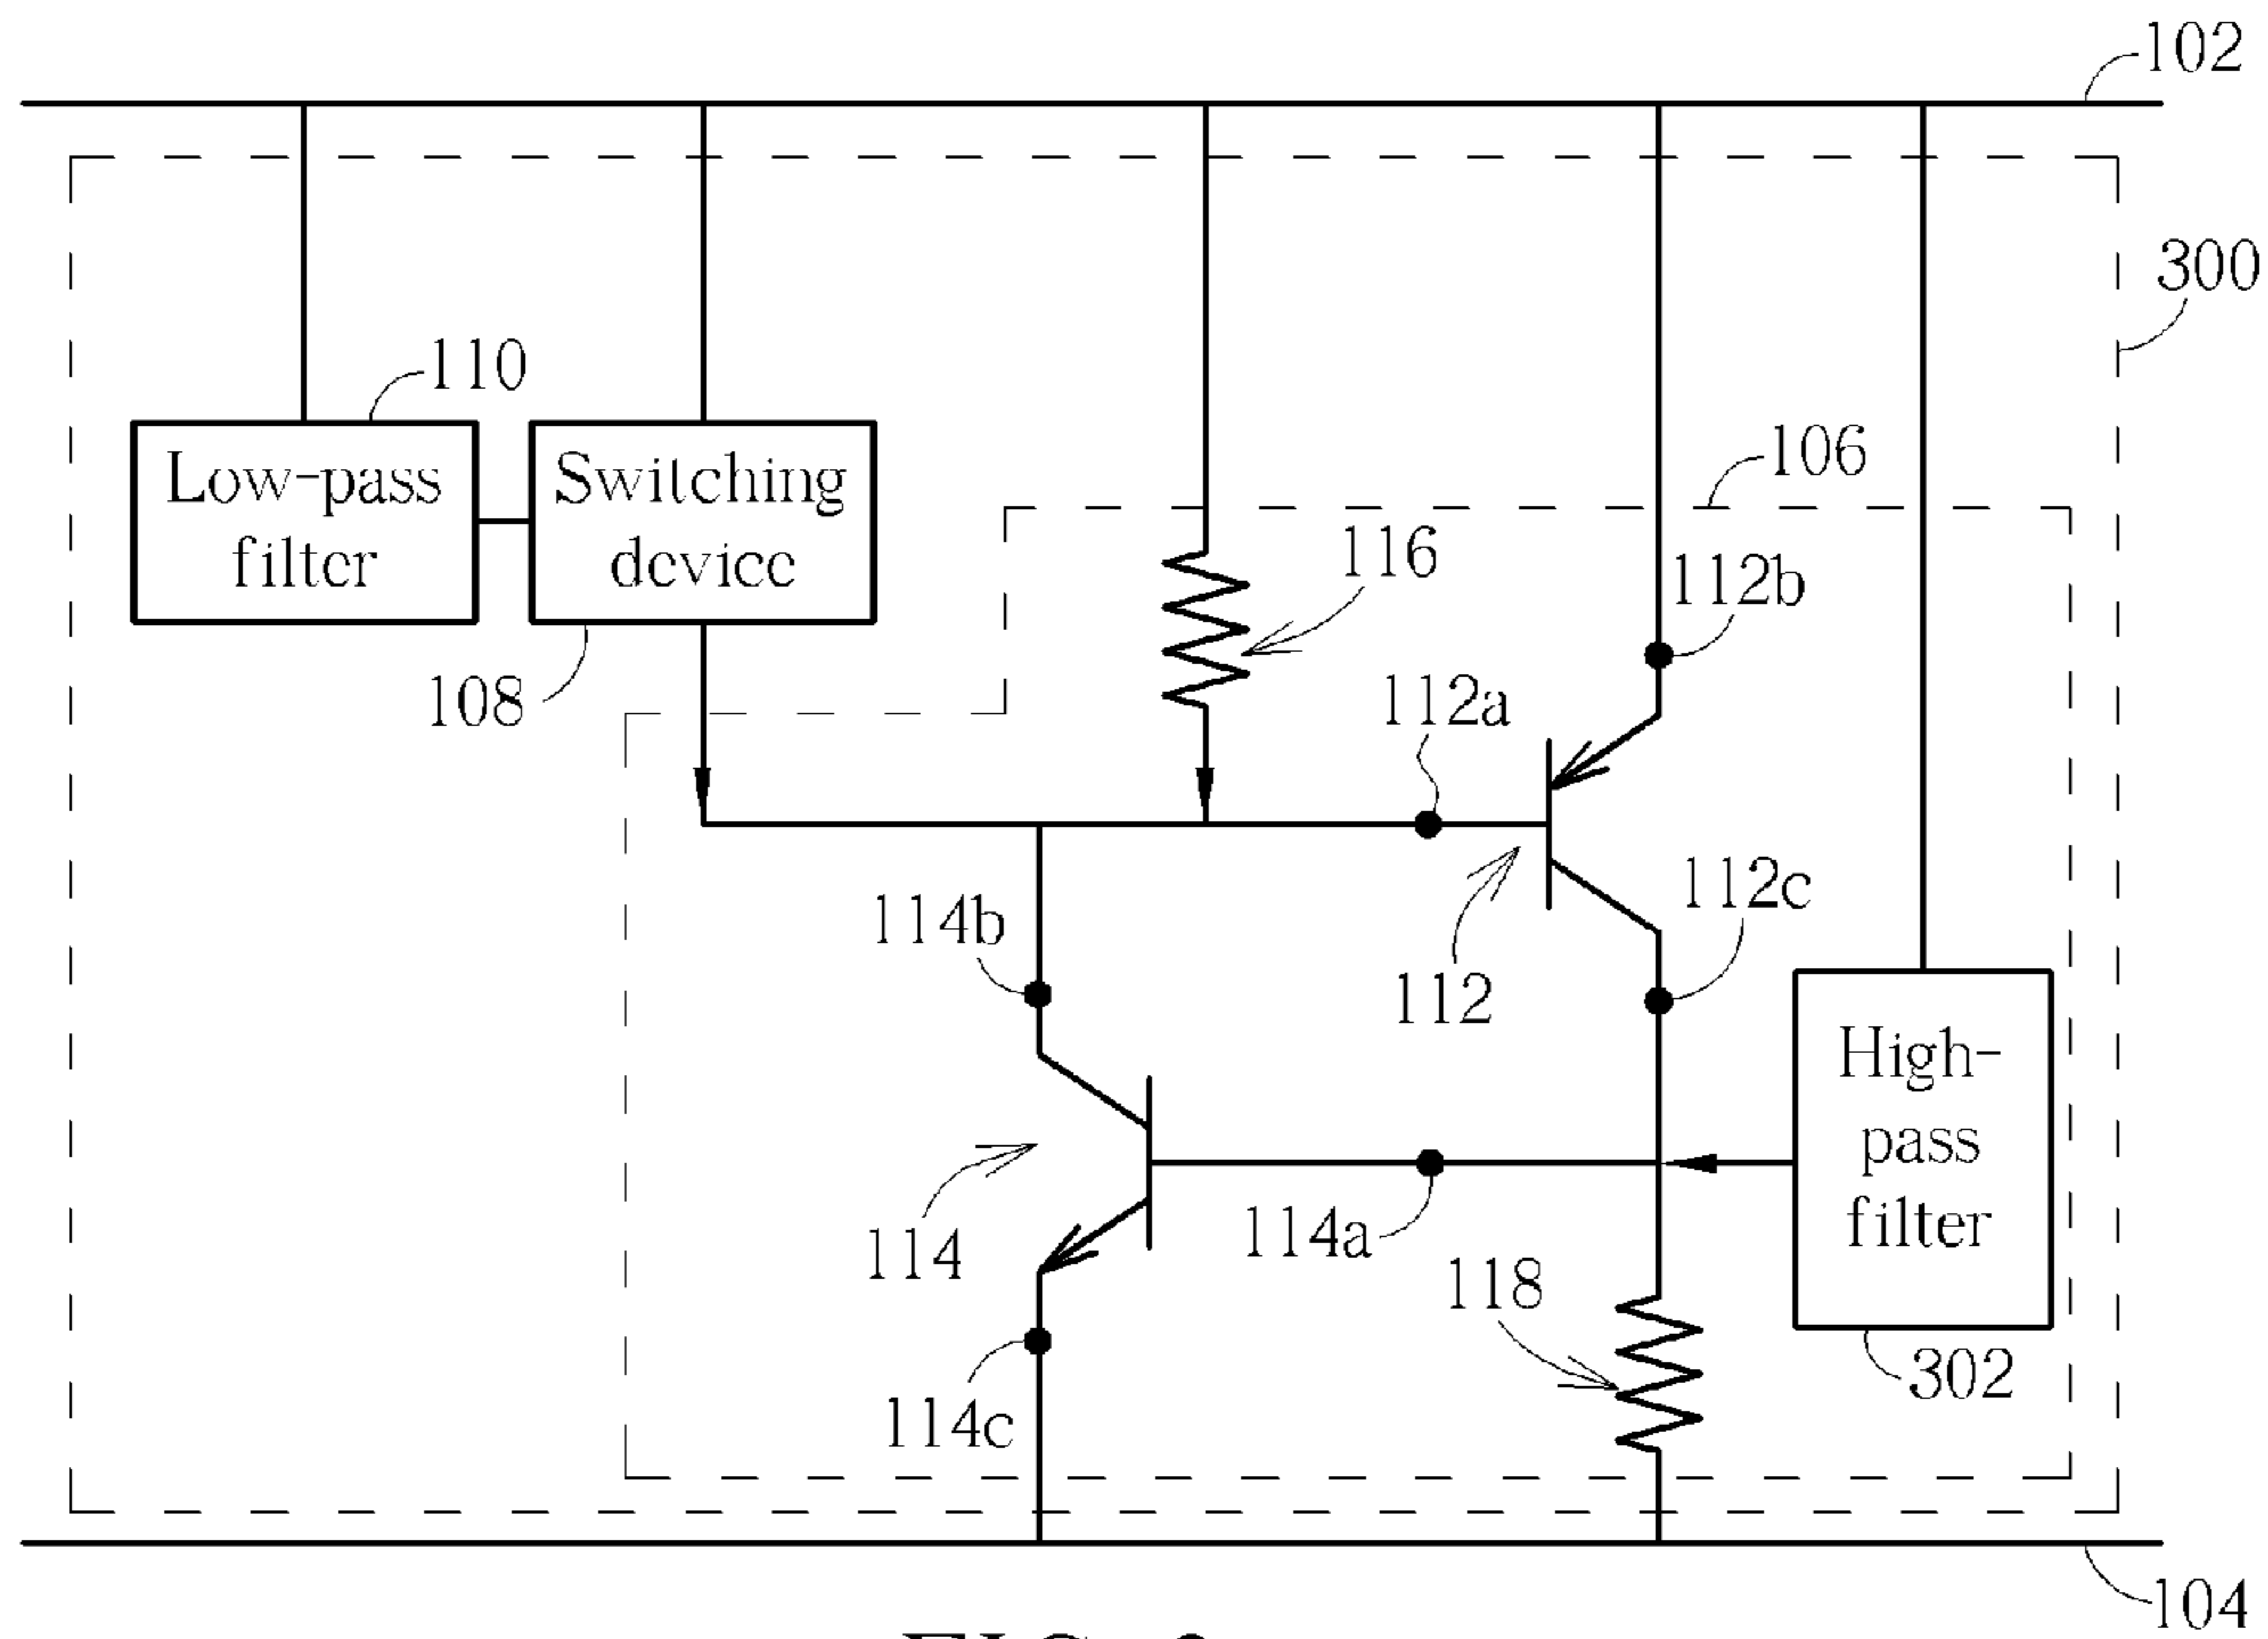 102
300
110
Low-pass
filter
Switching
device
108
106
116
112b
112a
112c
112
114b
114
114a
High-
pass
filter
118
302
114c
104